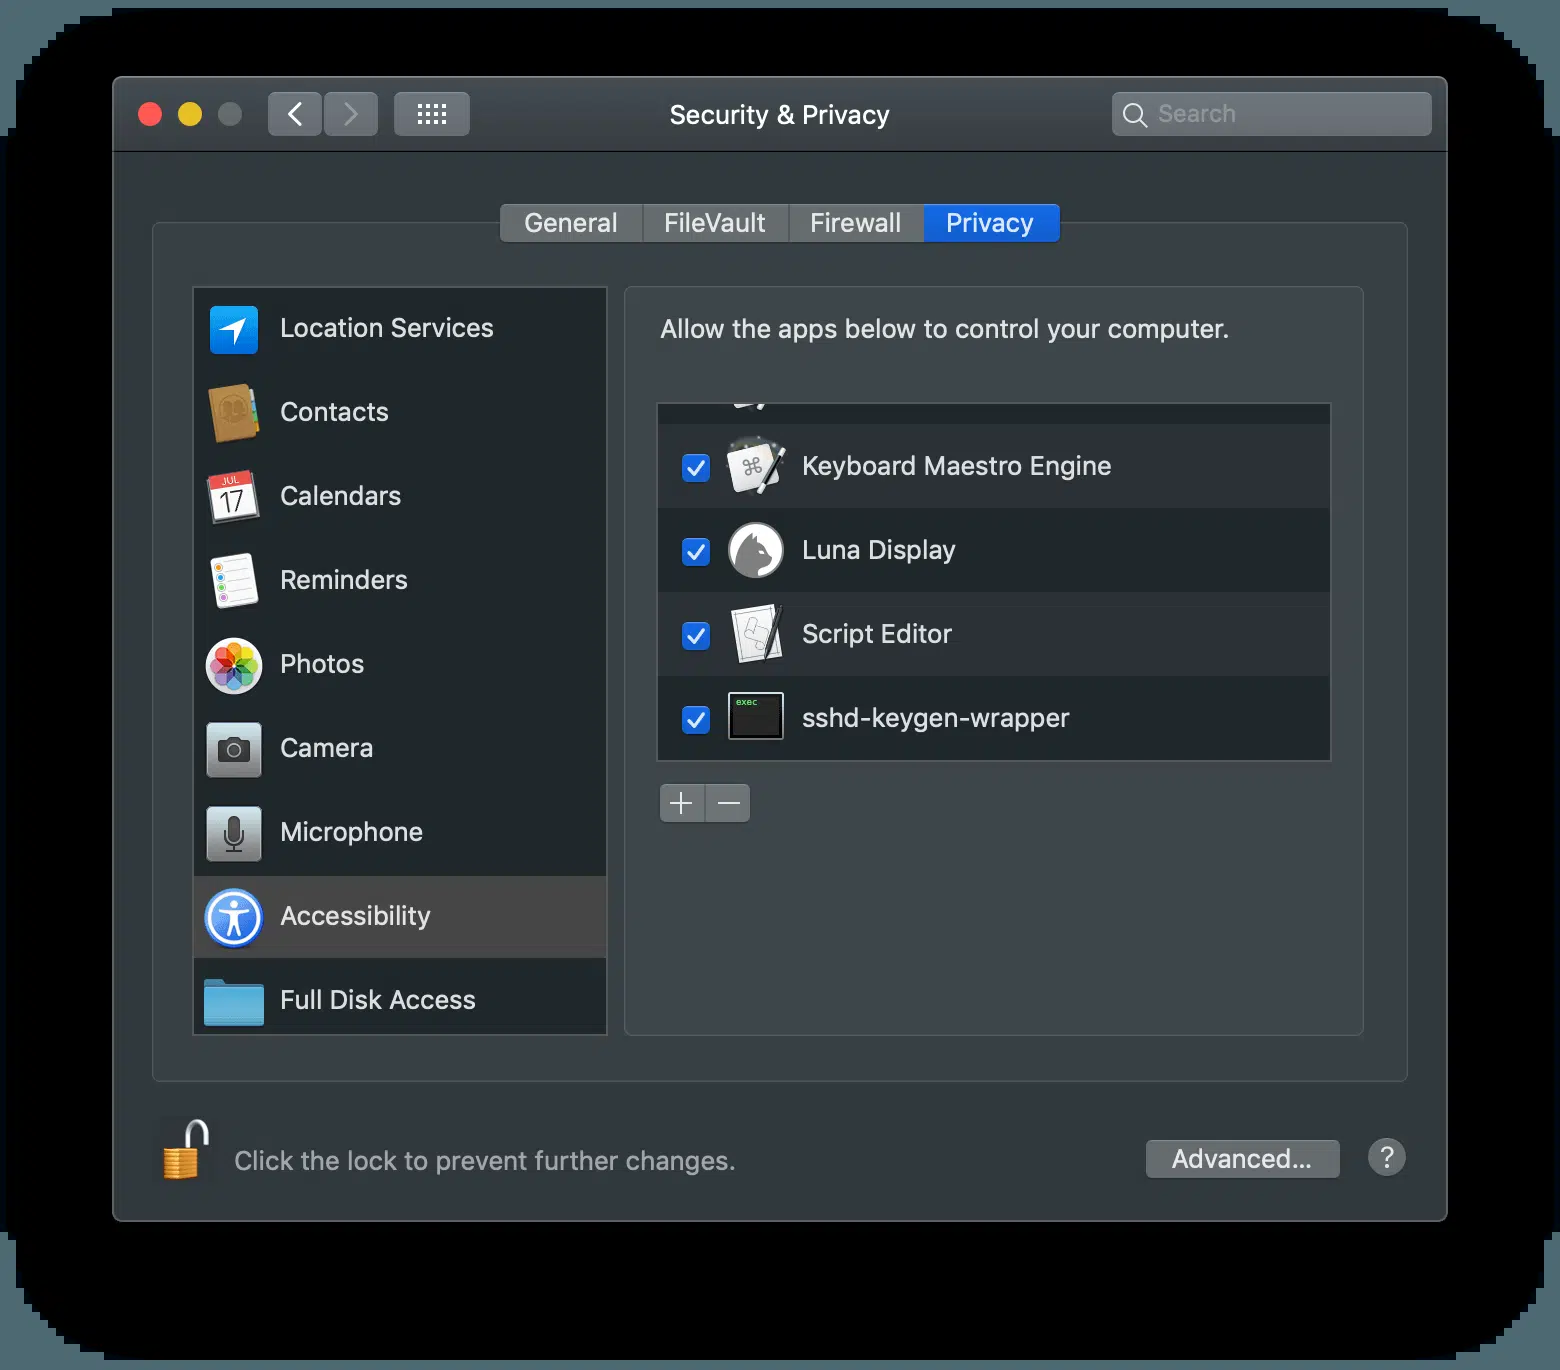 Security & Privacy
Search
General
FileVault
Firewall
Privacy
Location Services
Contacts
JUL
17
Calendars
Reminders
Photos
Camera
Microphone
Accessibility
Full Disk Access
Allow the apps below to control your computer.
⌘
Keyboard Maestro Engine
Luna Display
Script Editor
exec
sshd-keygen-wrapper
Click the lock to prevent further changes.
Advanced...
?